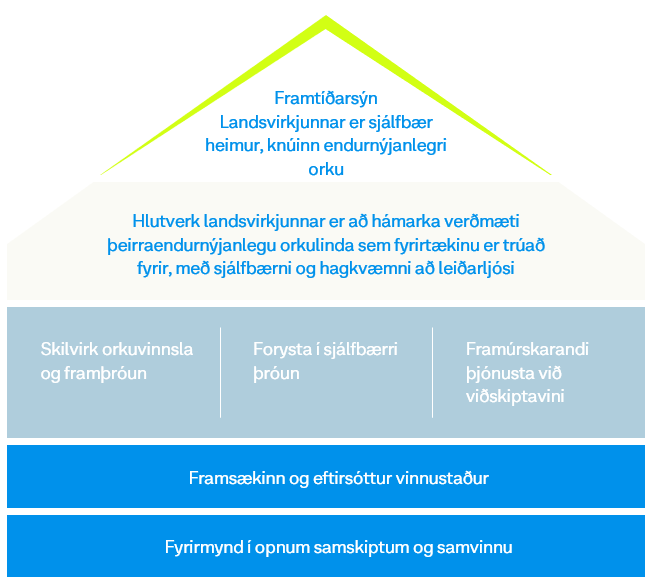 Framtíðarsýn
Landsvirkjunnar er sjálfbær
heimur, knúinn endurnýjanlegri
orku
Hlutverk landsvirkjunnar er að hámarka verðmæti
þeirraendurnýjanlegu orkulinda sem fyrirtækinu er trúað
fyrir, með sjálfbærni og hagkvæmni að leiðarljósi
Skilvirk orkuvinnsla
og framþróun
Forysta í sjálfbærri
þróun
Framúrskarandi
þjónusta við
viðskiptavini
Framsækinn og eftirsóttur vinnustaður
Fyrirmynd í opnum samskiptum og samvinnu